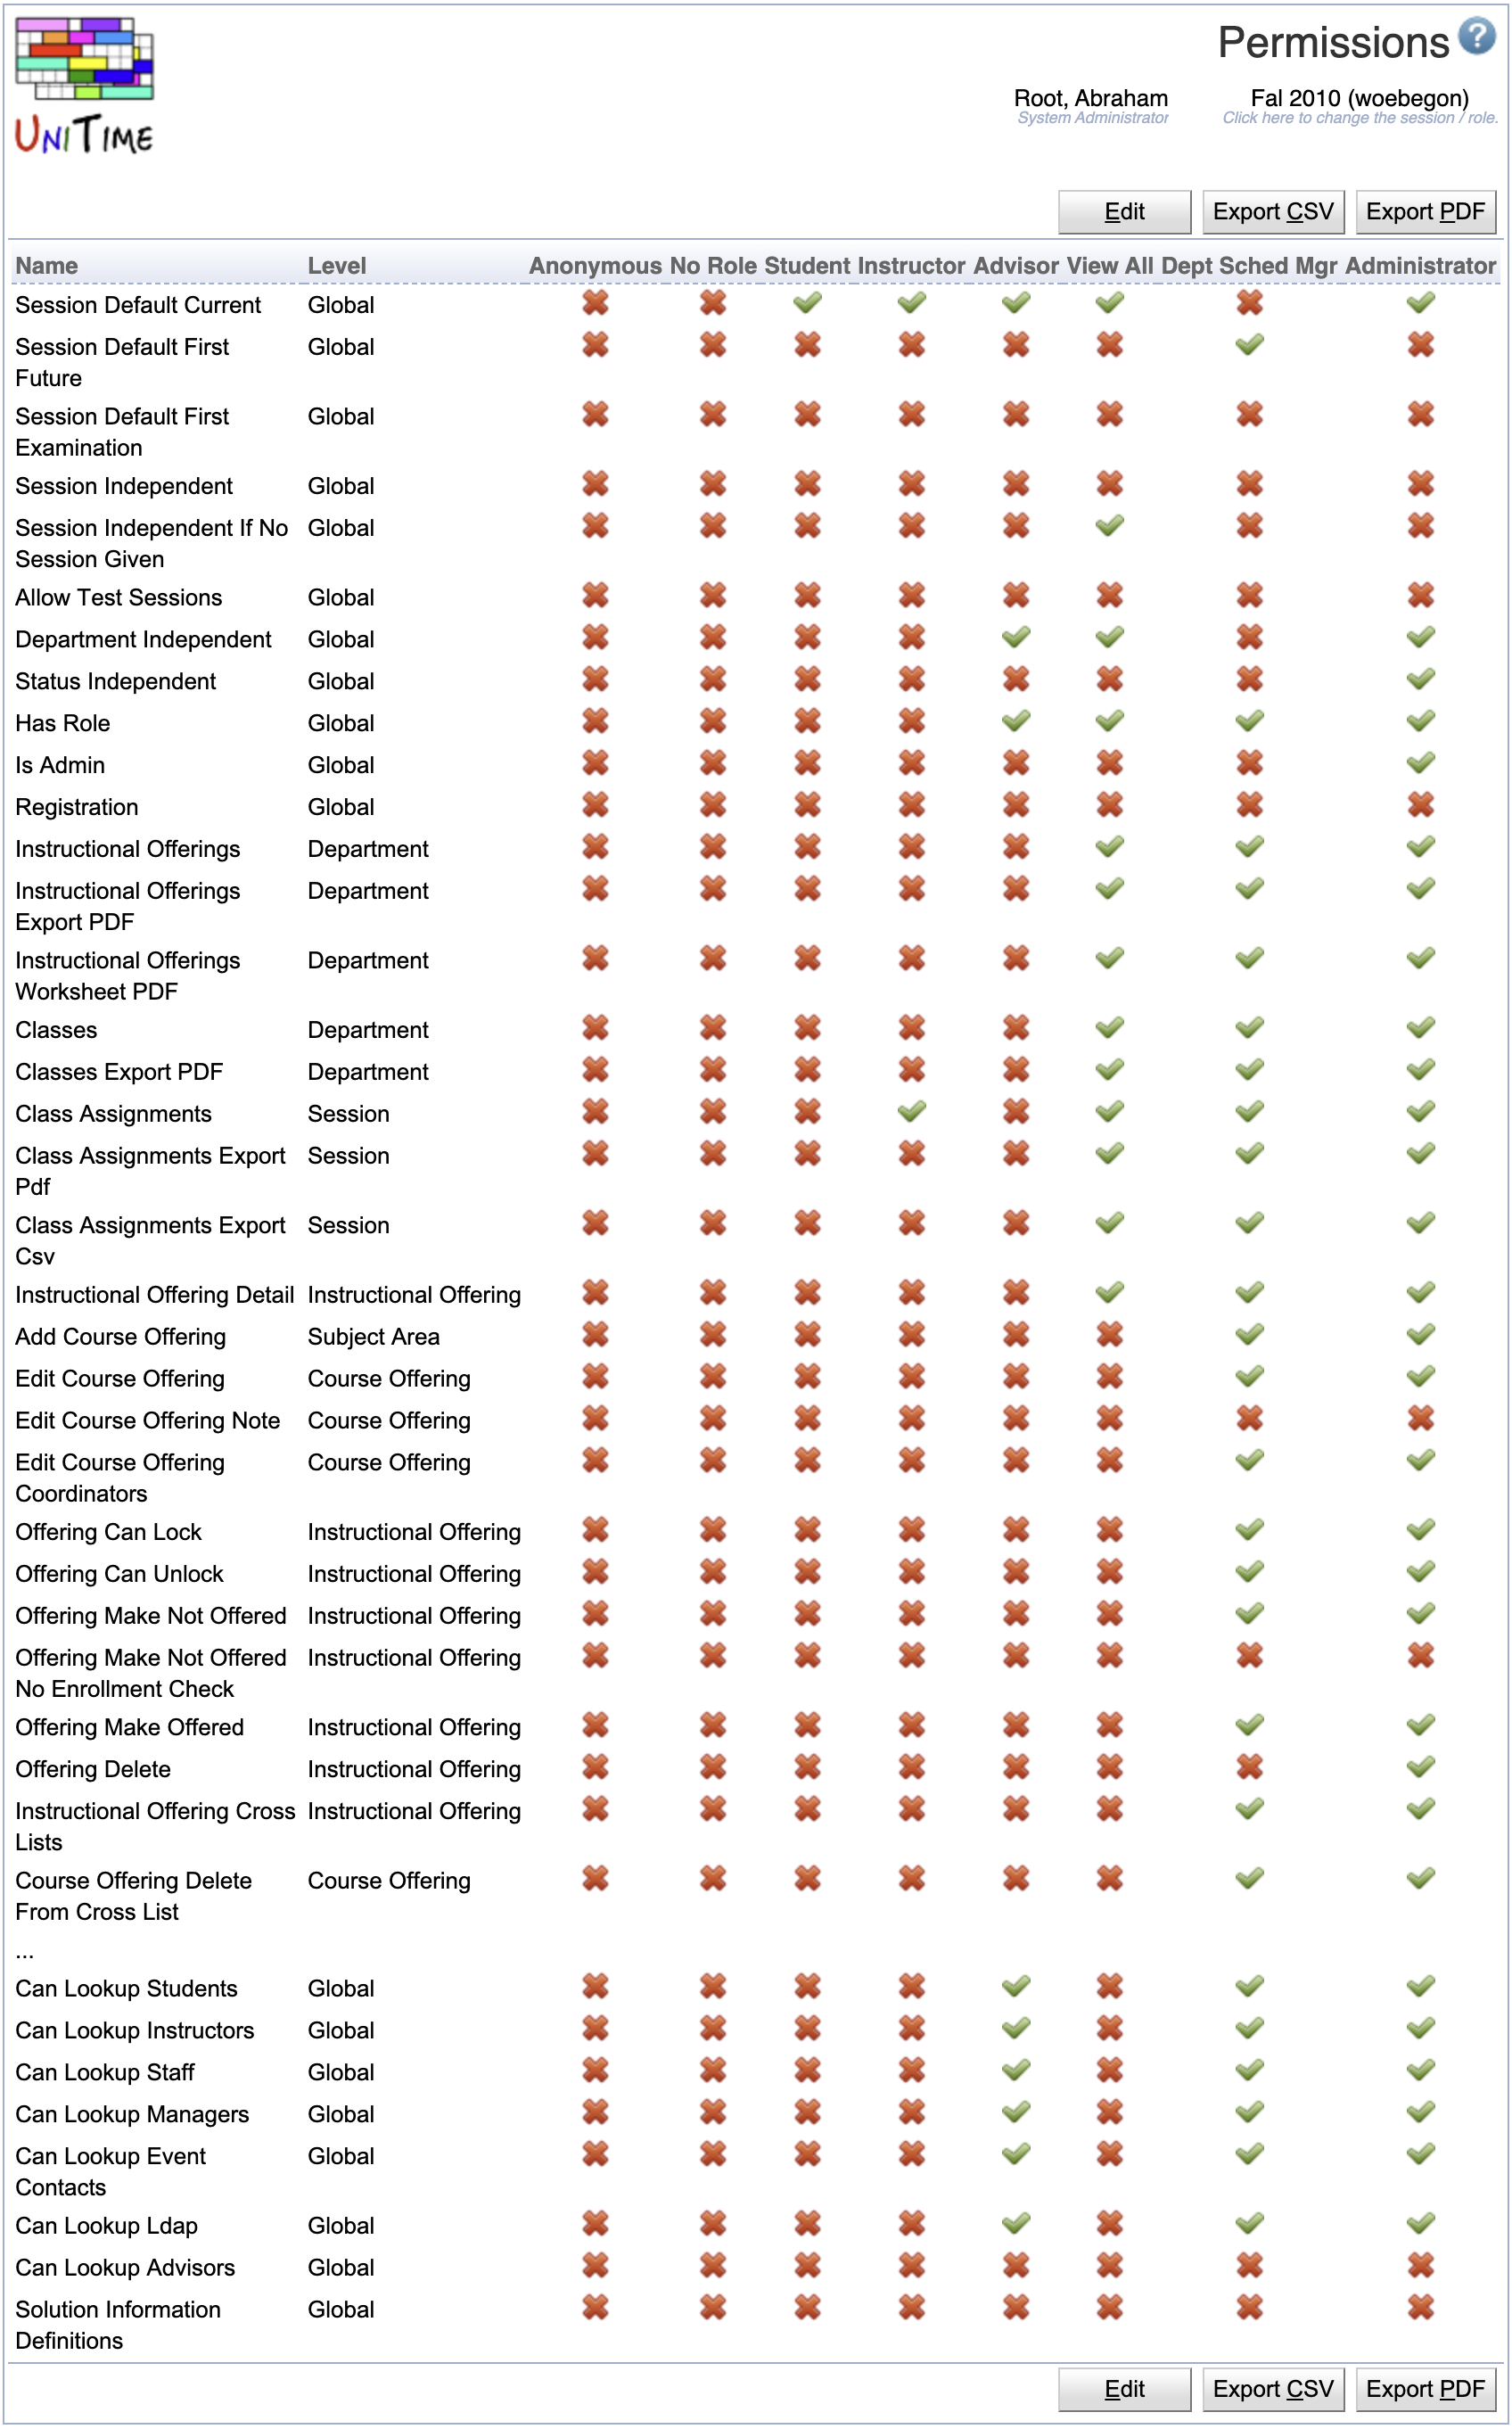 Permissions
Root, Abraham
Fal 2010 (woebegon)
System Administrator
Click here to change the session / role.
UNITIME
Edit
Export CSV
Export PDF
Name Level Anonymous No Role Student Instructor Advisor View All Dept Sched Mgr Administrator
Session Default Current Global
Session Default First Global
Future
Session Default First Global
Examination
Session Independent Global
Session Independent If No Global
Session Given
Allow Test Sessions Global
Department Independent Global
Status Independent Global
Has Role Global
Is Admin Global
Registration Global
Instructional Offerings Department
Instructional Offerings Department
Export PDF
Instructional Offerings Department
Worksheet PDF
Classes Department
Classes Export PDF Department
Class Assignments Session
Class Assignments Export Session
Pdf
Class Assignments Export Session
Csv
Instructional Offering Detail Instructional Offering
Add Course Offering Subject Area
Edit Course Offering Course Offering
Edit Course Offering Note Course Offering
Edit Course Offering Course Offering
Coordinators
Offering Can Lock Instructional Offering
Offering Can Unlock Instructional Offering
Offering Make Not Offered Instructional Offering
Offering Make Not Offered Instructional Offering
No Enrollment Check
Offering Make Offered Instructional Offering
Offering Delete Instructional Offering
Instructional Offering Cross Instructional Offering
Lists
Course Offering Delete Course Offering
From Cross List
...
Can Lookup Students Global
Can Lookup Instructors Global
Can Lookup Staff Global
Can Lookup Managers Global
Can Lookup Event Global
Contacts
Can Lookup Ldap Global
Can Lookup Advisors Global
Solution Information Global
Definitions
Edit
Export CSV
Export PDF